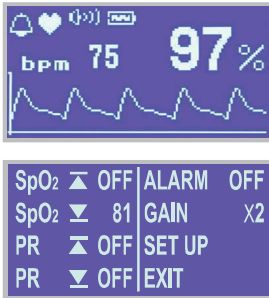 97%
bpm 75
SpO₂ OFF ALARM OFF
SpO₂ 81 GAIN X2
PR OFF SET UP
PR OFF EXIT